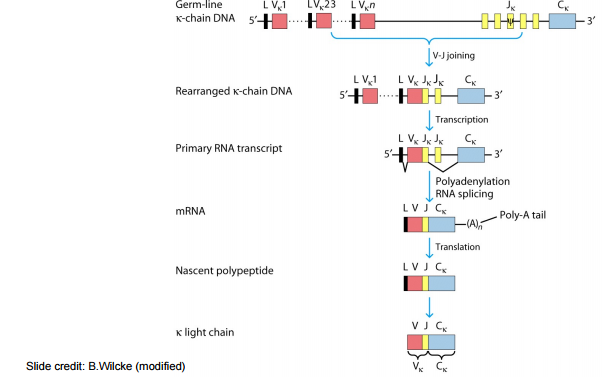 Germ-line
κ-chain DNA
L Vκ1 LVκ23 L Vκn Jκ Cκ
5′ ψ 3′
V-J joining
L Vκ1 L Vκ Jκ Jκ Cκ
Rearranged κ-chain DNA
5′ 3′
Transcription
L Vκ Jκ Jκ Cκ
Primary RNA transcript
5′ 3′
Polyadenylation
RNA splicing
L V J Cκ
mRNA
(A)n
Poly-A tail
Translation
L V J Cκ
Nascent polypeptide
V J Cκ
κ light chain
Vκ Cκ
Slide credit: B.Wilcke (modified)